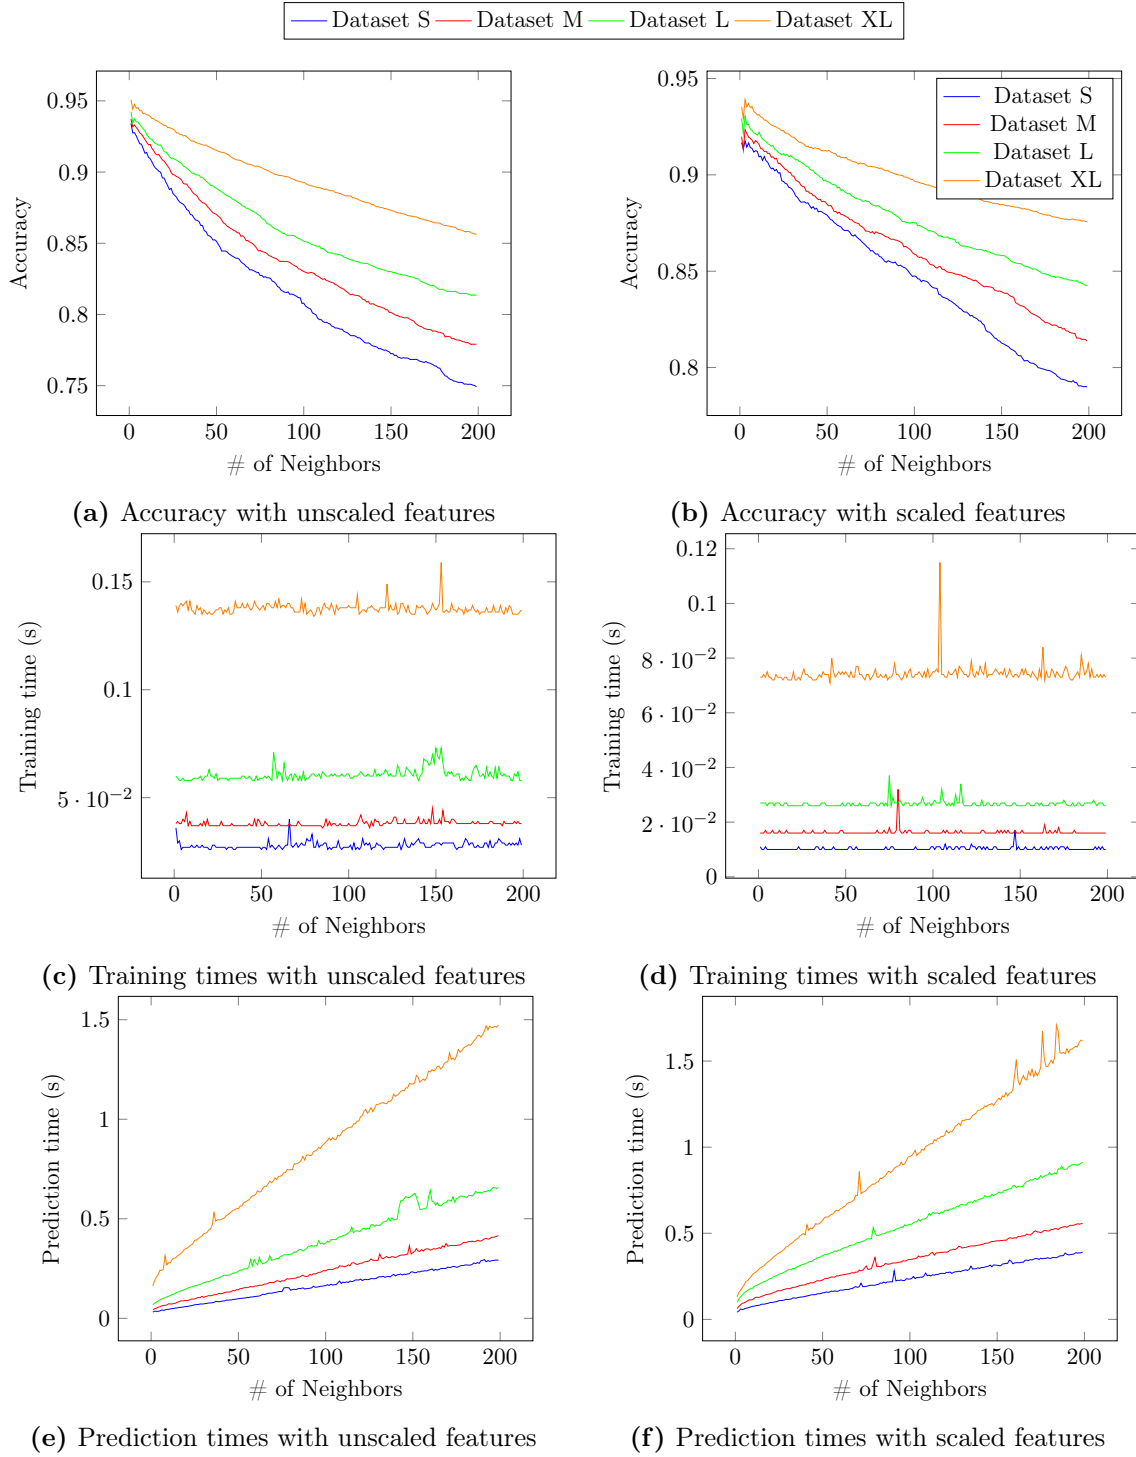 Dataset S Dataset M Dataset L Dataset XL
0.95
0.9
0.85
0.8
0.75
Accuracy
0 50 100 150 200
# of Neighbors
(a) Accuracy with unscaled features
0.95
0.9
0.85
0.8
Accuracy
Dataset S
Dataset M
Dataset L
Dataset XL
0 50 100 150 200
# of Neighbors
(b) Accuracy with scaled features
0.15
0.1
5 · 10⁻²
Training time (s)
0 50 100 150 200
# of Neighbors
(c) Training times with unscaled features
0.12
0.1
8 · 10⁻²
6 · 10⁻²
4 · 10⁻²
2 · 10⁻²
0
Training time (s)
0 50 100 150 200
# of Neighbors
(d) Training times with scaled features
1.5
1
0.5
0
Prediction time (s)
0 50 100 150 200
# of Neighbors
(e) Prediction times with unscaled features
1.5
1
0.5
0
Prediction time (s)
0 50 100 150 200
# of Neighbors
(f) Prediction times with scaled features